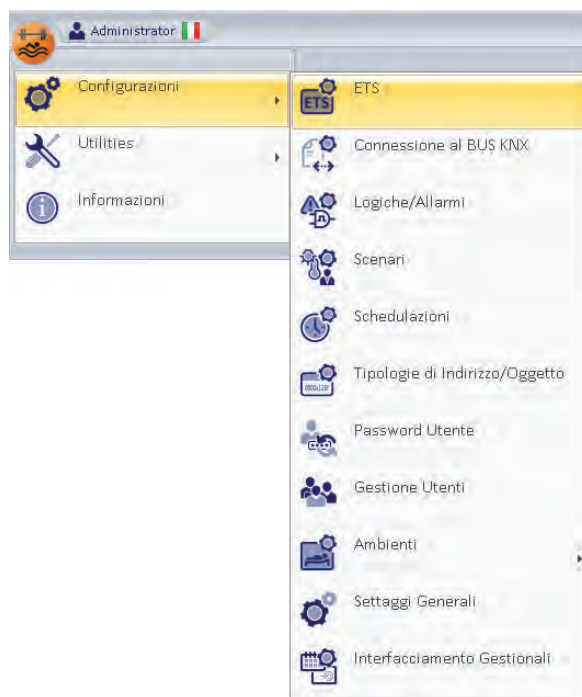 Administrator
Configurazioni
Utilities
Informazioni
ETS
ETS
Connessione al BUS KNX
Logiche/Allarmi
Scenari
Schedulazioni
Tipologie di Indirizzo/Oggetto
Password Utente
Gestione Utenti
Ambienti
Settaggi Generali
Interfacciamento Gestionali